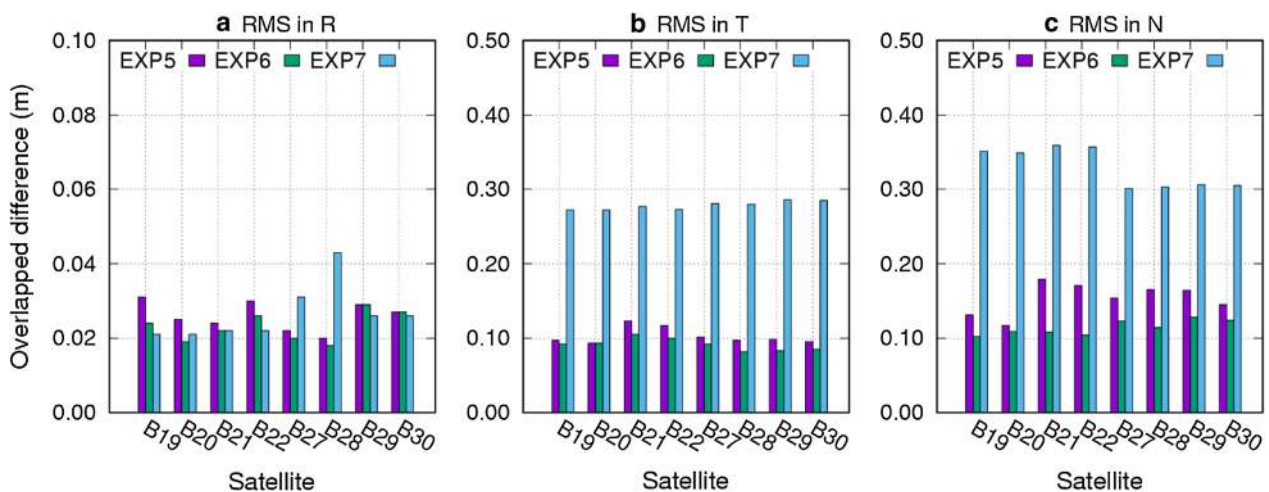 a RMS in R
b RMS in T
c RMS in N
Overlapped difference (m)
0.10
0.08
0.06
0.04
0.02
0.00
EXP5 EXP6 EXP7
B19 B20 B21 B22 B27 B28 B29 B30
Satellite
0.50
0.40
0.30
0.20
0.10
0.00
EXP5 EXP6 EXP7
B19 B20 B21 B22 B27 B28 B29 B30
Satellite
0.50
0.40
0.30
0.20
0.10
0.00
EXP5 EXP6 EXP7
B19 B20 B21 B22 B27 B28 B29 B30
Satellite